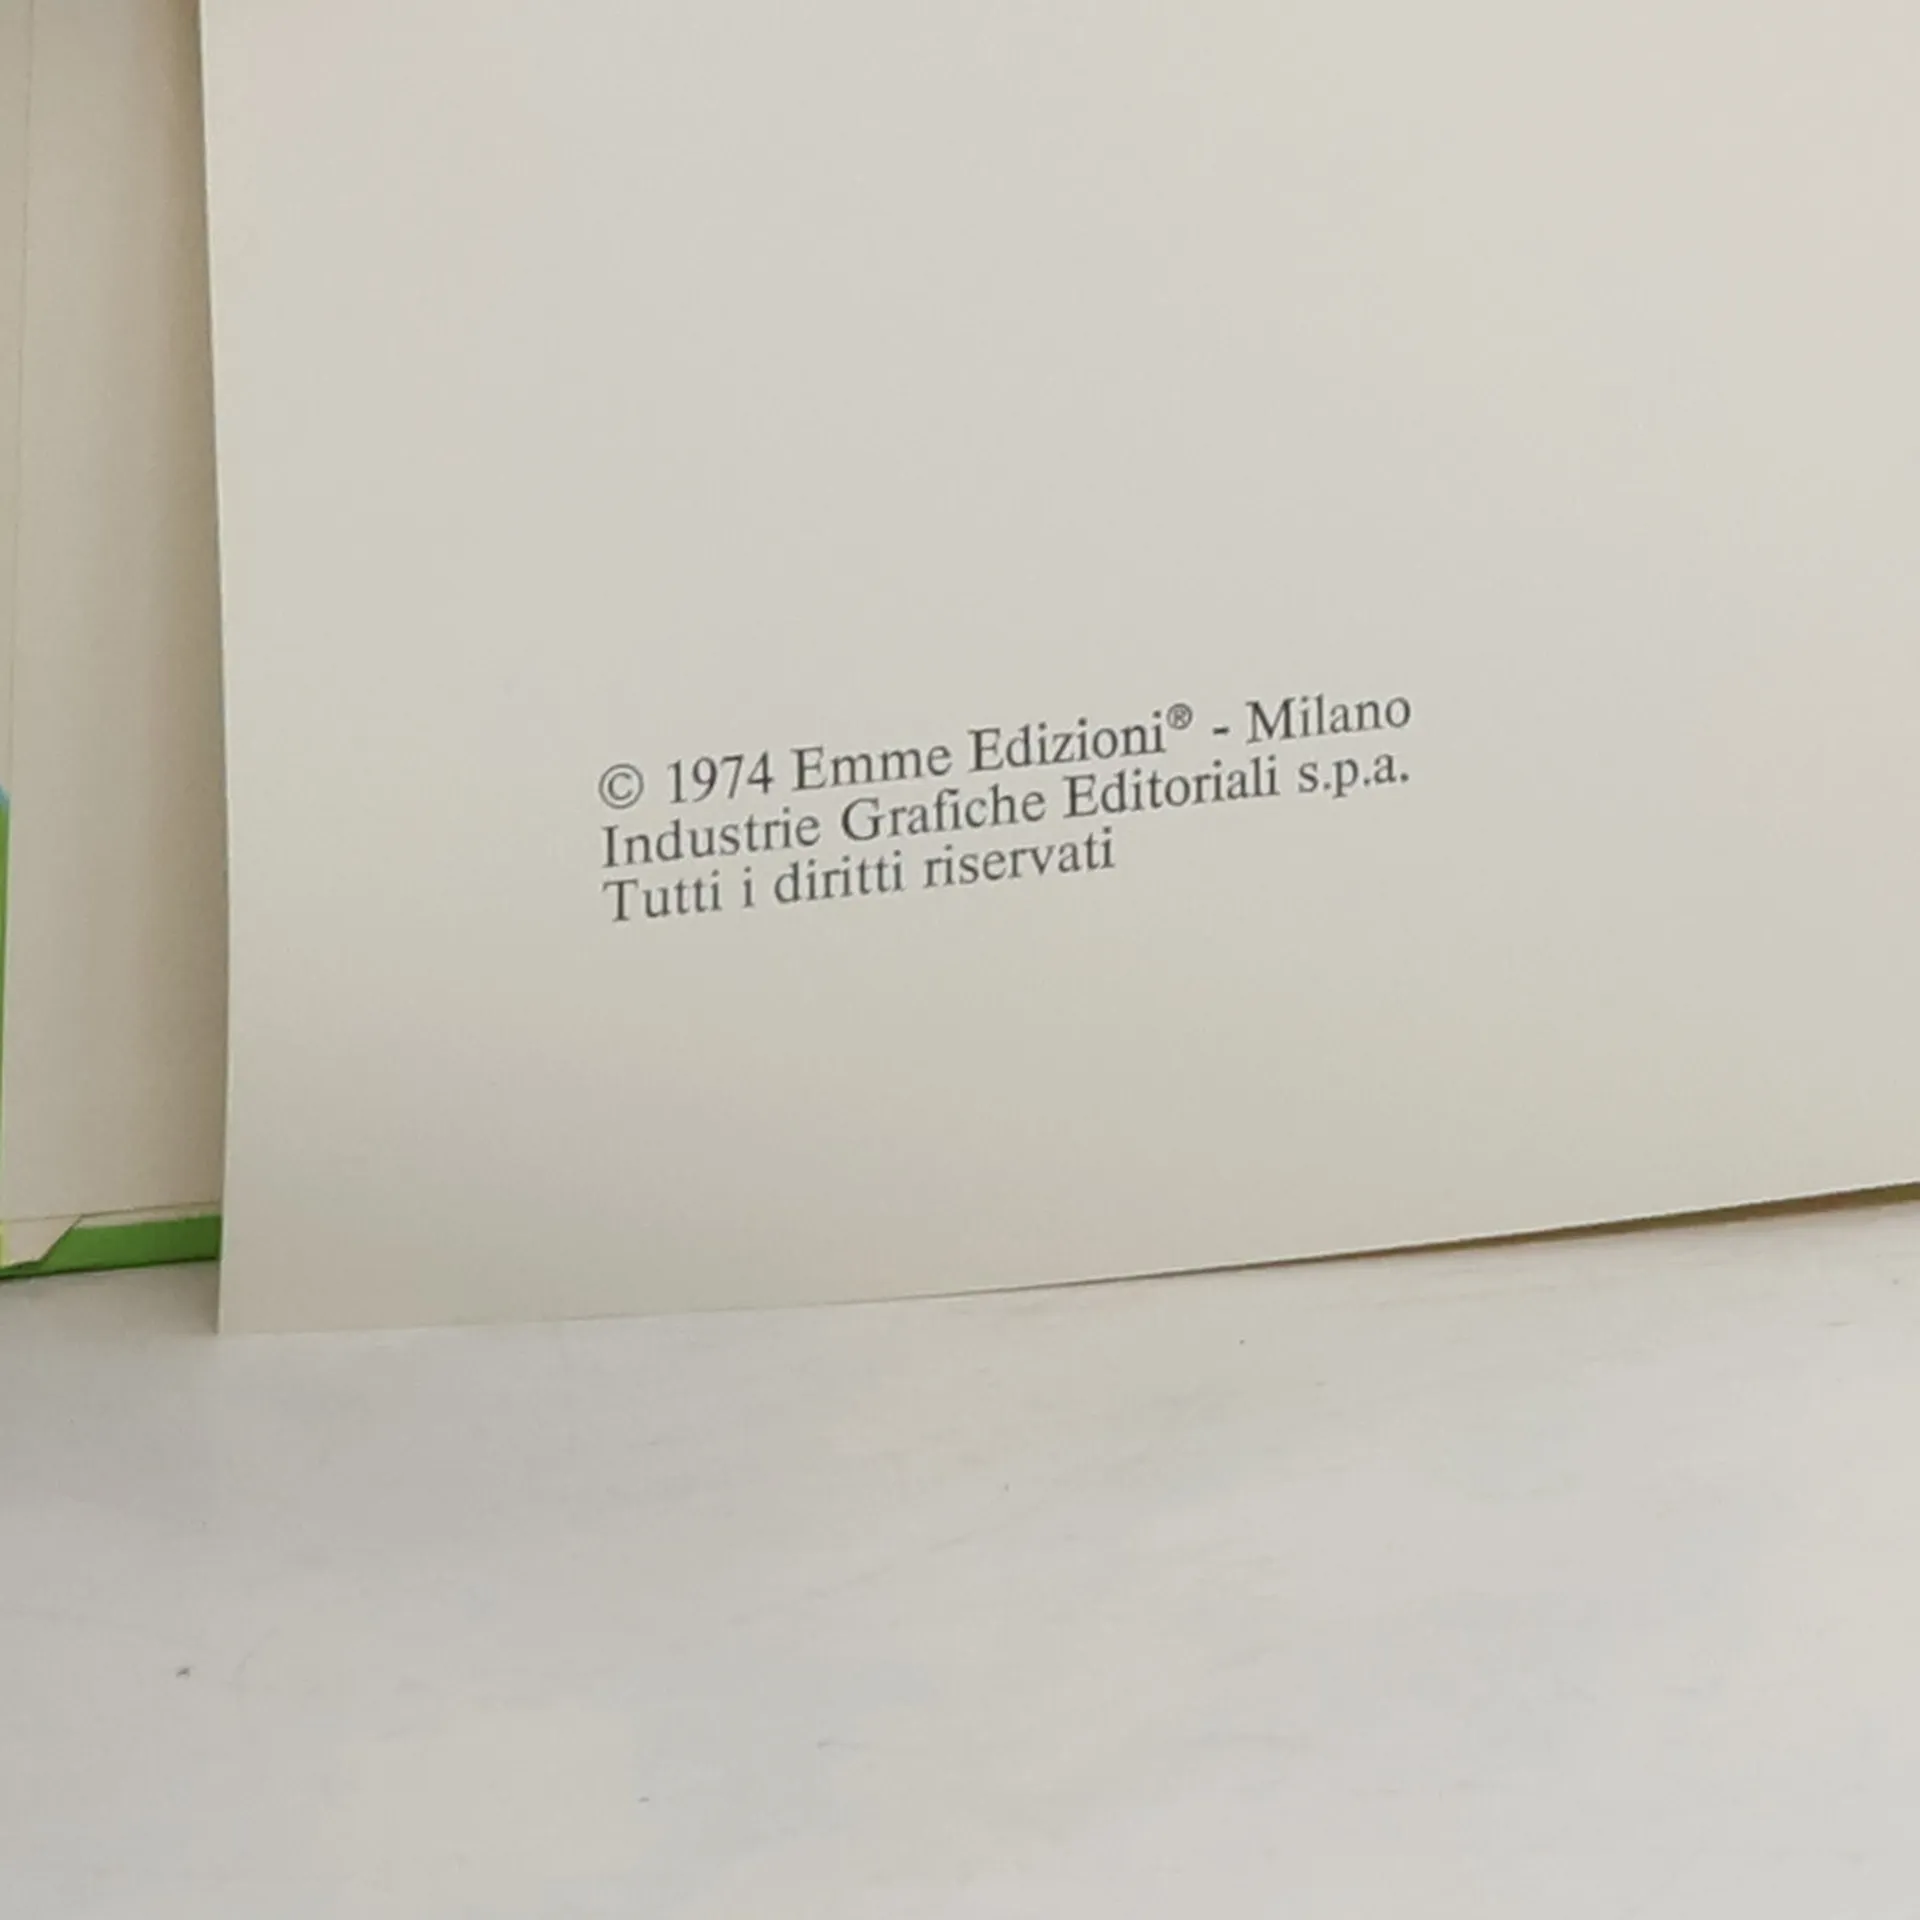 © 1974 Emme Edizioni® - Milano
Industrie Grafiche Editoriali s.p.a.
Tutti i diritti riservati